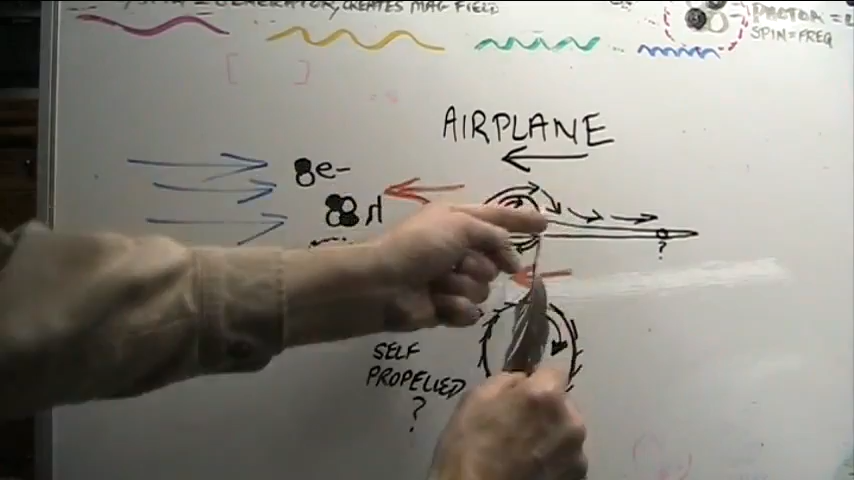 GENERATOR, CREATES MAG FIELD
SPIN=FREQ
AIRPLANE
e-
?
SELF
PROPELLED
?